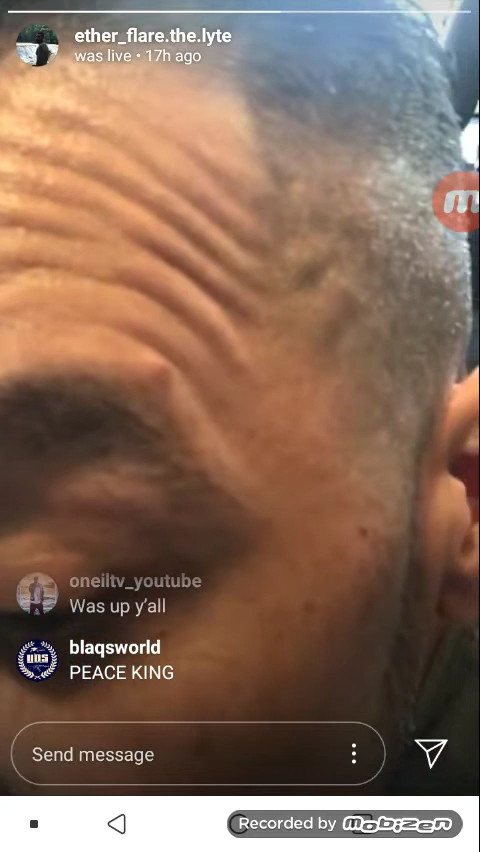 ether_flare.the.lyte
was live • 17h ago
oneiltv_youtube
Was up y'all
blaqsworld
PEACE KING
Send message
Recorded by mobizen